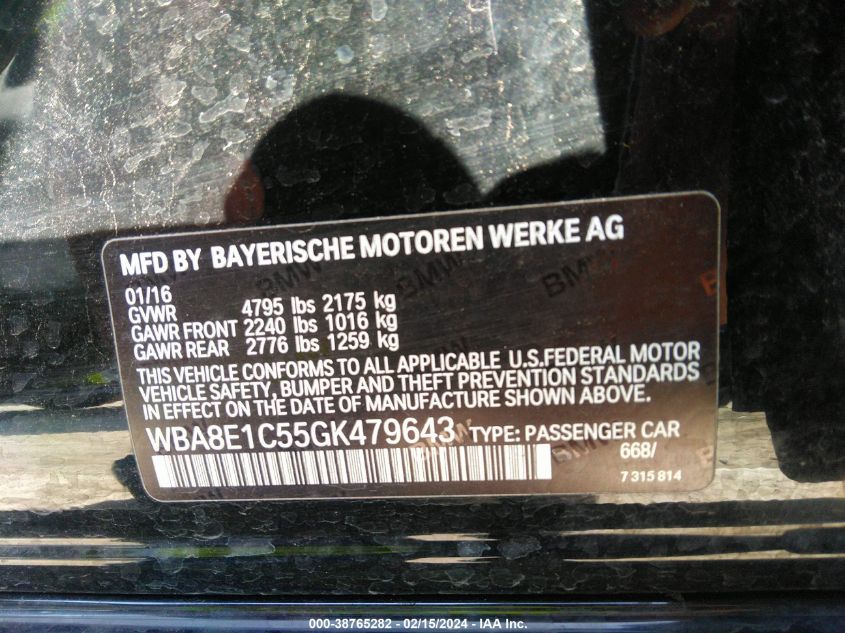 MFD BY BAYERISCHE MOTOREN WERKE AG
01/16
GVWR 4795 lbs 2175 kg
GAWR FRONT 2240 lbs 1016 kg
GAWR REAR 2776 lbs 1259 kg
THIS VEHICLE CONFORMS TO ALL APPLICABLE U.S.FEDERAL MOTOR
VEHICLE SAFETY, BUMPER AND THEFT PREVENTION STANDARDS
IN EFFECT ON THE DATE OF MANUFACTURE SHOWN ABOVE.
WBA8E1C55GK479643 TYPE: PASSENGER CAR
668/
7 315 814
000-38765282 - 02/15/2024 - IAA Inc.